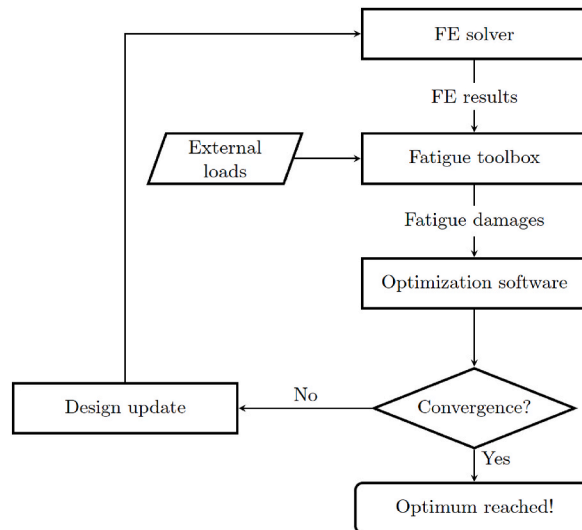 FE solver
FE results
External
loads
Fatigue toolbox
Fatigue damages
Optimization software
Design update
No
Convergence?
Yes
Optimum reached!